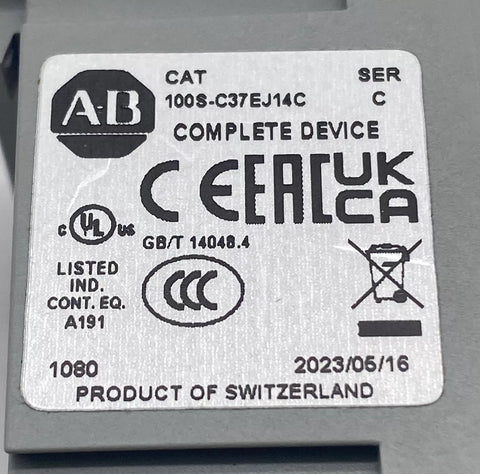 A-B
CAT SER
100S-C37EJ14C C
COMPLETE DEVICE
CE EAC UK
CA
c UL US
GB/T 14048.4
LISTED
IND.
CONT. EQ.
A191
CCC
1080 2023/05/16
PRODUCT OF SWITZERLAND